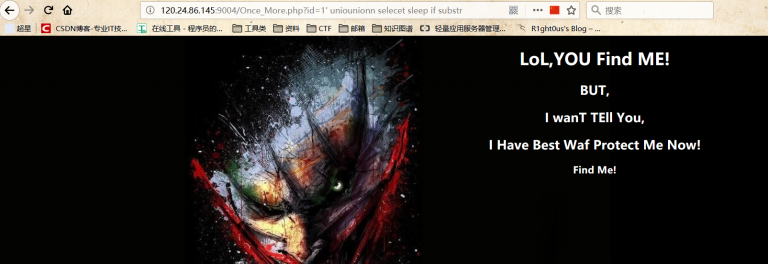 120.24.86.145:9004/Once_More.php?id=1' uniounionn selecet sleep if substr
搜索
超星 CSDN博客-专业IT技... 在线工具 - 程序员的... 工具类 资料 CTF 邮箱 知识图谱 轻量应用服务器管理... R1ght0us's Blog – ...
LoL,YOU Find ME!
BUT,
I wanT TEll You,
I Have Best Waf Protect Me Now!
Find Me!